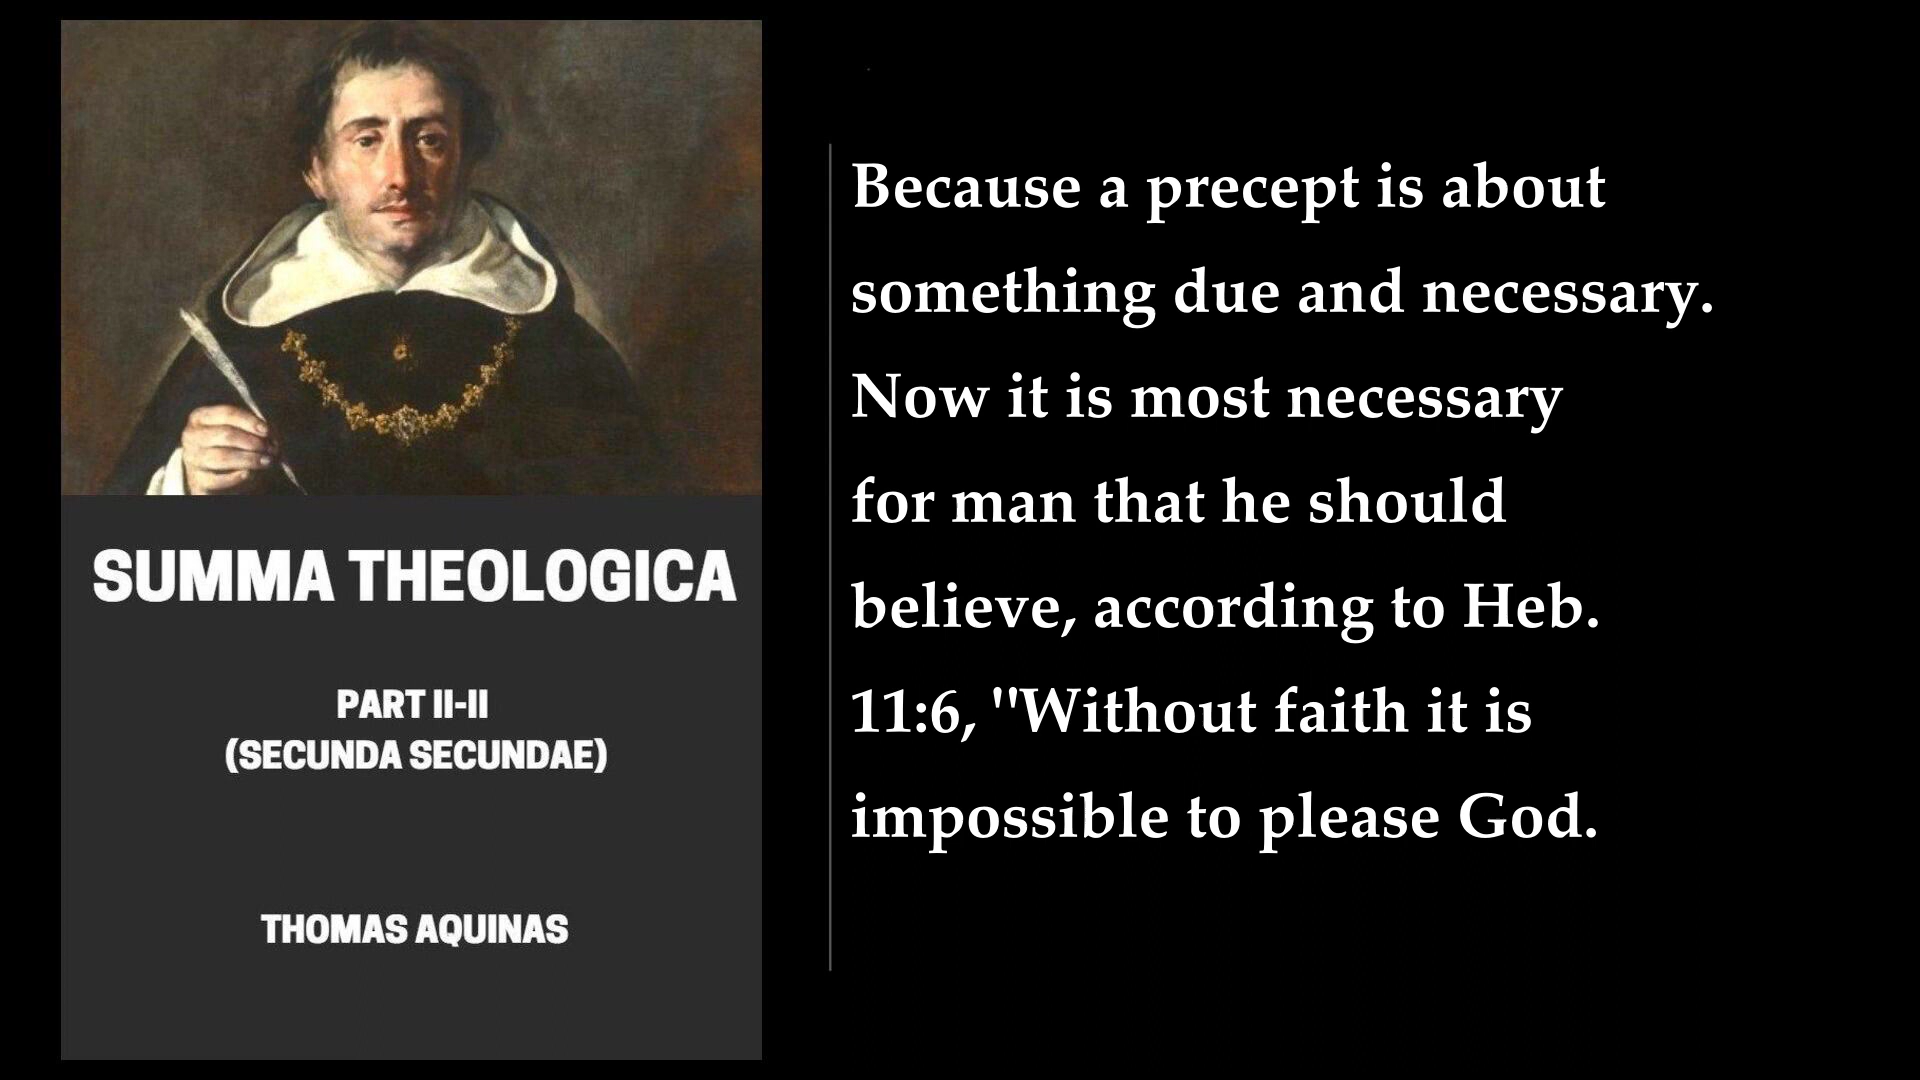 SUMMA THEOLOGICA
PART II-II
(SECUNDA SECUNDAE)
THOMAS AQUINAS
Because a precept is about
something due and necessary.
Now it is most necessary
for man that he should
believe, according to Heb.
11:6, "Without faith it is
impossible to please God.